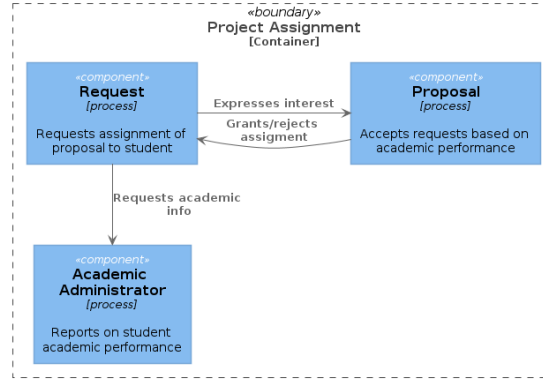 «boundary»
Project Assignment
[Container]
«component»
Request
[process]
Requests assignment of
proposal to student
Expresses interest
Grants/rejects
assigment
«component»
Proposal
[process]
Accepts requests based on
academic performance
Requests academic
info
«component»
Academic
Administrator
[process]
Reports on student
academic performance